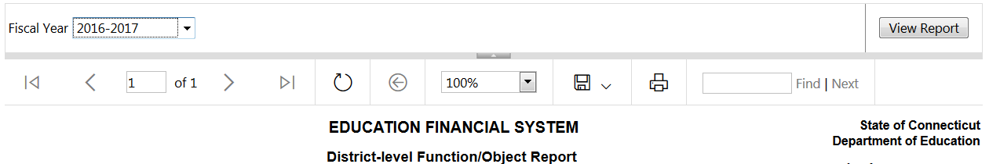 Fiscal Year 2016-2017 View Report
1 of 1 100% Find | Next
EDUCATION FINANCIAL SYSTEM
State of Connecticut
Department of Education
District-level Function/Object Report